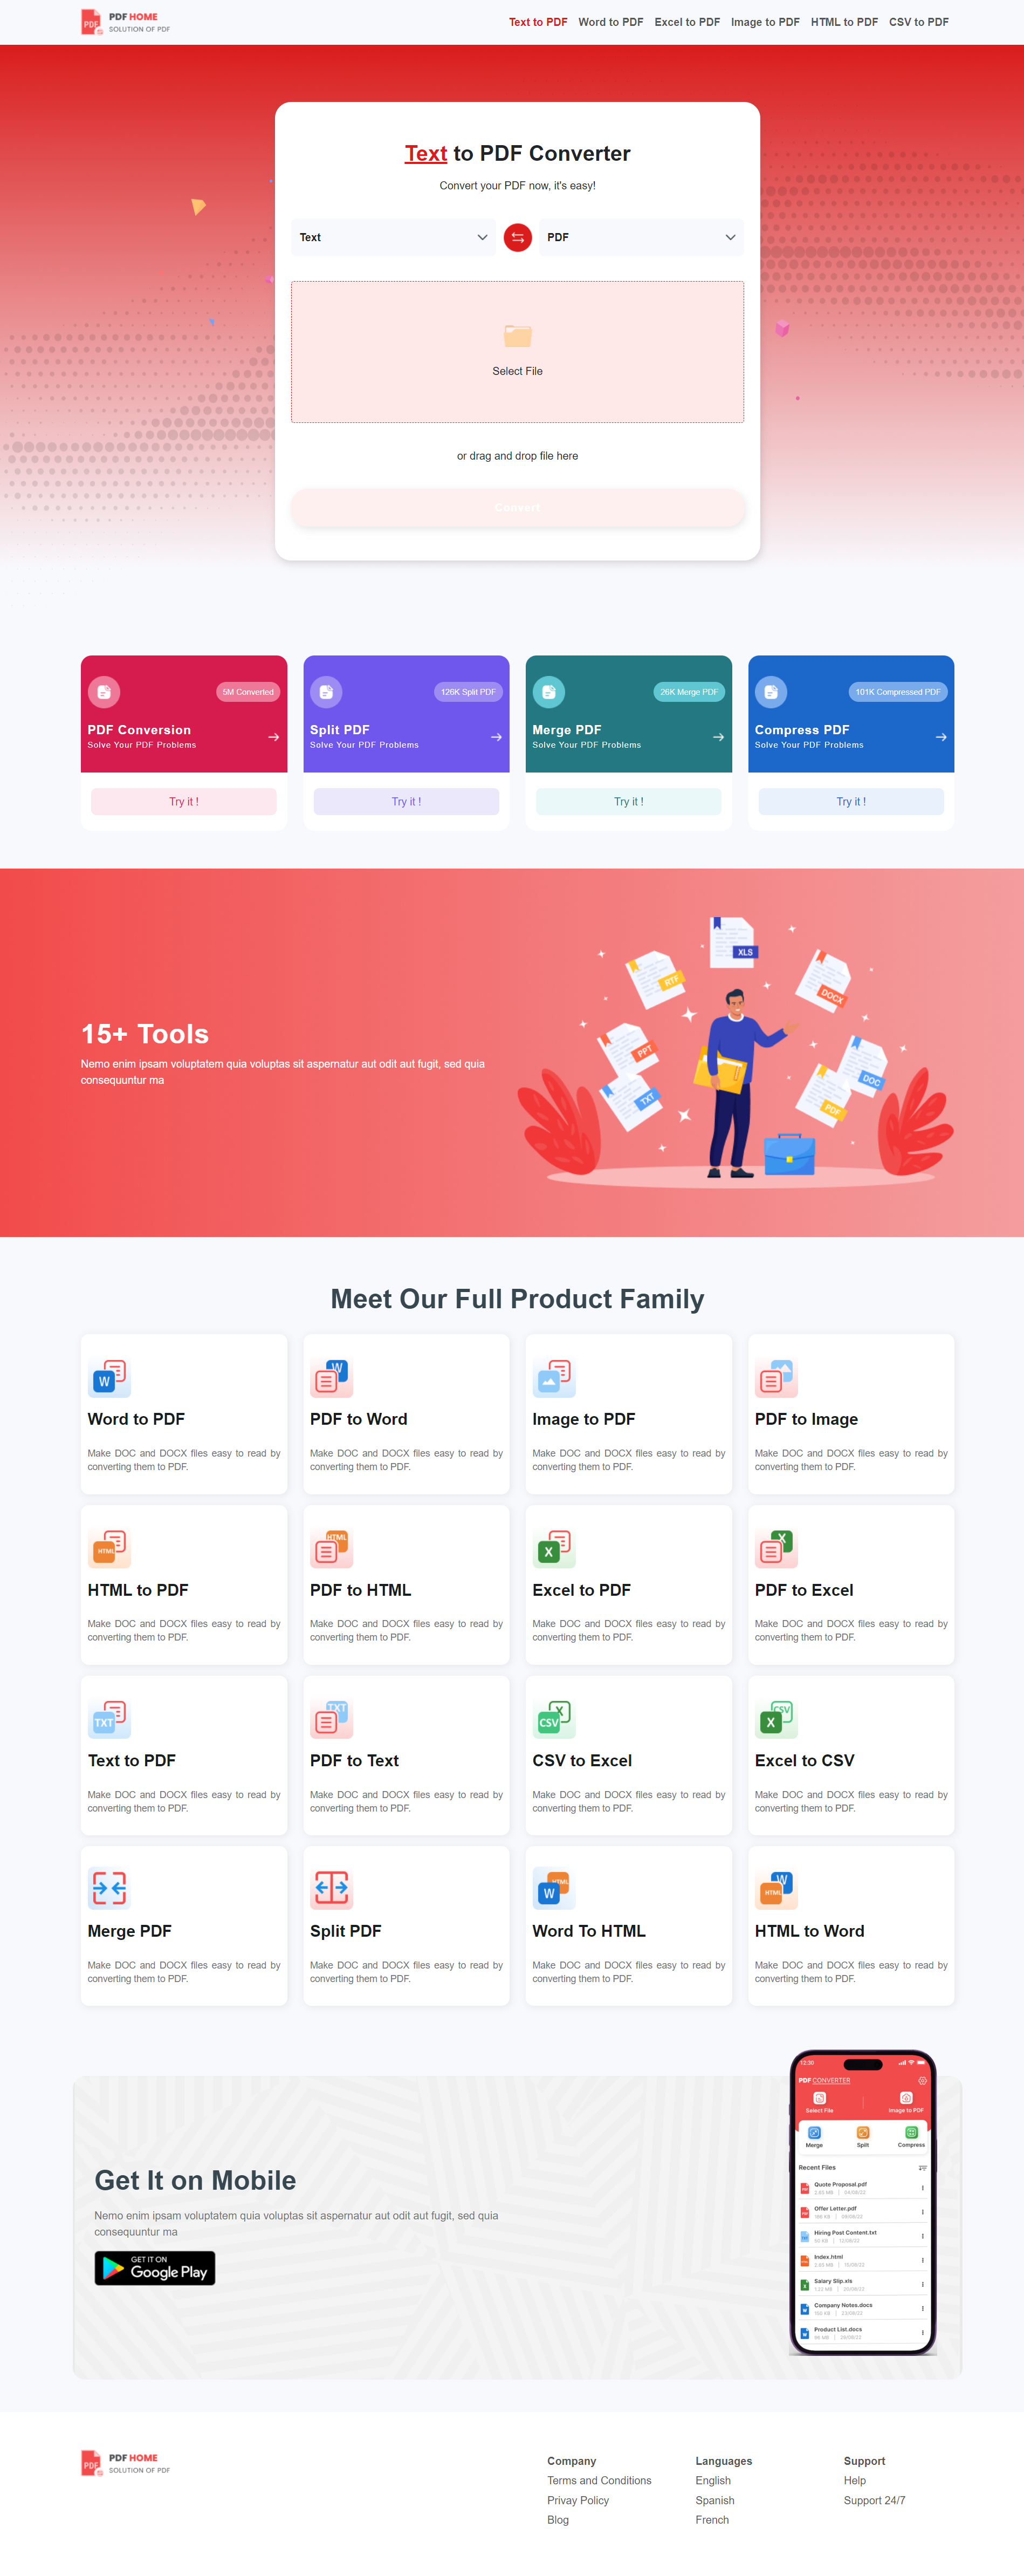 PDF HOME
SOLUTION OF PDF
Text to PDF Word to PDF Excel to PDF Image to PDF HTML to PDF CSV to PDF
Text to PDF Converter
Convert your PDF now, it's easy!
Text PDF
Select File
or drag and drop file here
Convert
5M Converted
PDF Conversion
Solve Your PDF Problems
Try it !
126K Split PDF
Split PDF
Solve Your PDF Problems
Try it !
26K Merge PDF
Merge PDF
Solve Your PDF Problems
Try it !
101K Compressed PDF
Compress PDF
Solve Your PDF Problems
Try it !
15+ Tools
Nemo enim ipsam voluptatem quia voluptas sit aspernatur aut odit aut fugit, sed quia
consequuntur ma
XLS
RTF
DOCX
PPT
DOC
TXT
PDF
Meet Our Full Product Family
W
Word to PDF
Make DOC and DOCX files easy to read by
converting them to PDF.
W
PDF to Word
Make DOC and DOCX files easy to read by
converting them to PDF.
Image to PDF
Make DOC and DOCX files easy to read by
converting them to PDF.
PDF to Image
Make DOC and DOCX files easy to read by
converting them to PDF.
HTML
HTML to PDF
Make DOC and DOCX files easy to read by
converting them to PDF.
HTML
PDF to HTML
Make DOC and DOCX files easy to read by
converting them to PDF.
X
Excel to PDF
Make DOC and DOCX files easy to read by
converting them to PDF.
X
PDF to Excel
Make DOC and DOCX files easy to read by
converting them to PDF.
TXT
Text to PDF
Make DOC and DOCX files easy to read by
converting them to PDF.
TXT
PDF to Text
Make DOC and DOCX files easy to read by
converting them to PDF.
X
CSV
CSV to Excel
Make DOC and DOCX files easy to read by
converting them to PDF.
CSV
X
Excel to CSV
Make DOC and DOCX files easy to read by
converting them to PDF.
Merge PDF
Make DOC and DOCX files easy to read by
converting them to PDF.
Split PDF
Make DOC and DOCX files easy to read by
converting them to PDF.
HTML
W
Word To HTML
Make DOC and DOCX files easy to read by
converting them to PDF.
W
HTML
HTML to Word
Make DOC and DOCX files easy to read by
converting them to PDF.
Get It on Mobile
Nemo enim ipsam voluptatem quia voluptas sit aspernatur aut odit aut fugit, sed quia
consequuntur ma
GET IT ON
Google Play
12:30
PDF CONVERTER
Select File Image to PDF
Merge Split Compress
Recent Files
Quote Proposal.pdf
Offer Letter.pdf
Hiring Post Content.txt
Index.html
Salary Slip.xls
Company Notes.docs
Product List.docs
PDF
PDF HOME
SOLUTION OF PDF
Company
Terms and Conditions
Privay Policy
Blog
Languages
English
Spanish
French
Support
Help
Support 24/7